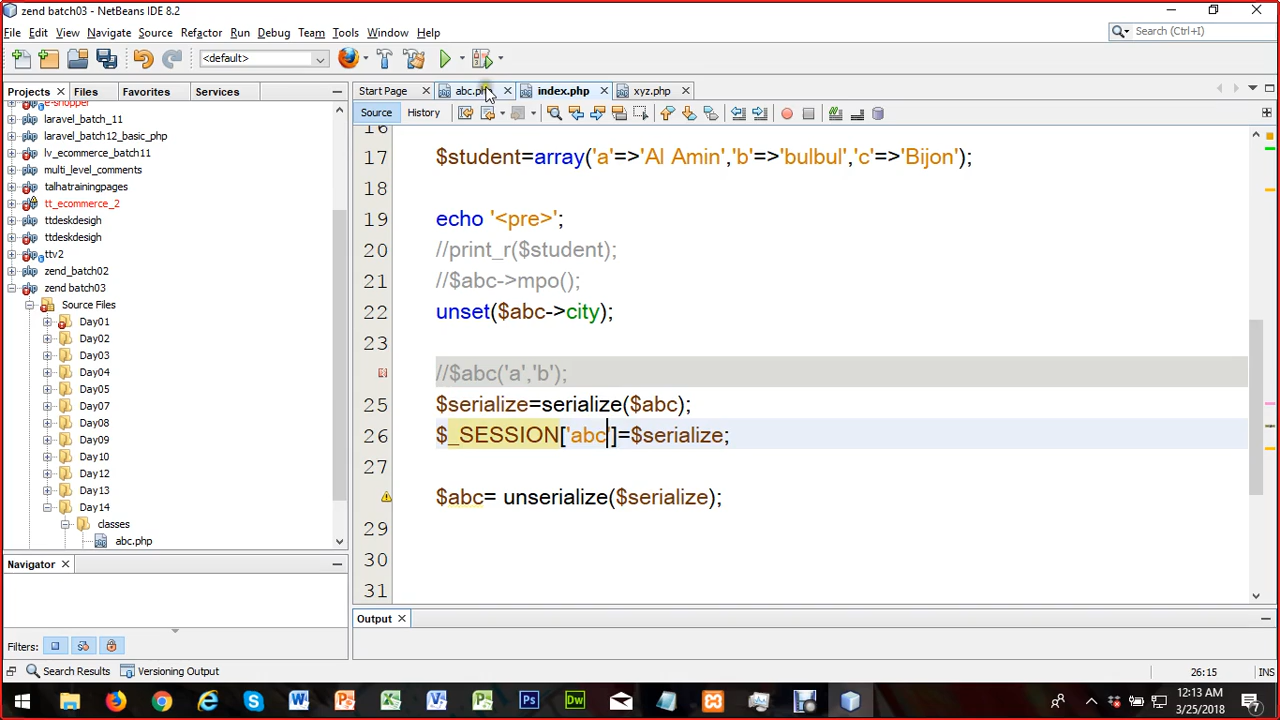 zend batch03 - NetBeans IDE 8.2
File Edit View Navigate Source Refactor Run Debug Team Tools Window Help
Search (Ctrl+I)
<default>
Projects Files Favorites Services
Start Page abc.php index.php xyz.php
Source History
e-shopper
laravel_batch_11
laravel_batch12_basic_php
lv_ecommerce_batch11
multi_level_comments
talhatrainingpages
tt_ecommerce_2
ttdeskdesigh
ttdeskdesigh
ttv2
zend_batch02
zend batch03
Source Files
Day01
Day02
Day03
Day04
Day05
Day07
Day08
Day09
Day10
Day12
Day13
Day14
classes
abc.php
16
17 $student=array('a'=>'Al Amin','b'=>'bulbul','c'=>'Bijon');
18
19 echo '<pre>';
20 //print_r($student);
21 //$abc->mpo();
22 unset($abc->city);
23
//$abc('a','b');
25 $serialize=serialize($abc);
26 $_SESSION['abc']=$serialize;
27
$abc= unserialize($serialize);
29
30
31
Navigator
Filters:
Output
Search Results Versioning Output
26:15 INS
12:13 AM
3/25/2018
7